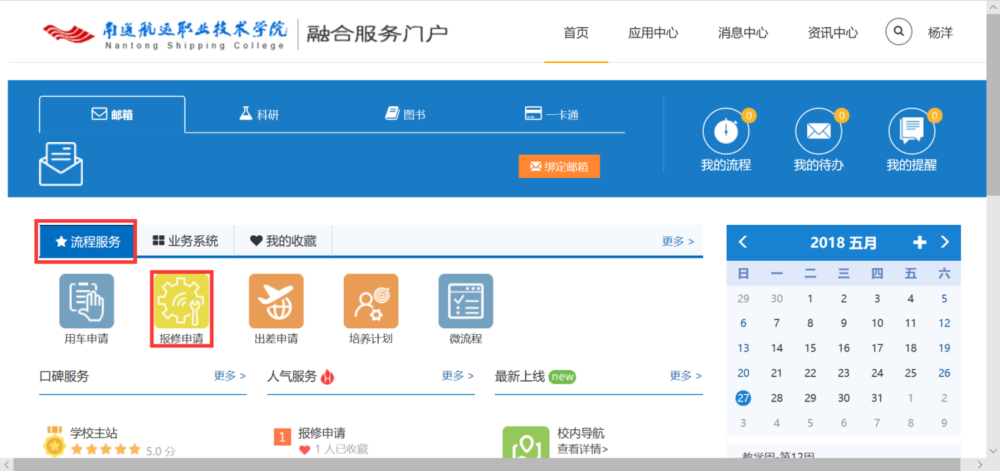 南通航运职业技术学院
Nantong Shipping College
融合服务门户
首页 应用中心 消息中心 资讯中心 杨洋
邮箱 科研 图书 一卡通
0 0 0
我的流程 我的待办 我的提醒
绑定邮箱
流程服务 业务系统 我的收藏 更多 >
用车申请 报修申请 出差申请 培养计划 微流程
口碑服务 更多 > 人气服务 H 更多 > 最新上线 new 更多 >
学校主站
5.0 分
1 报修申请
1 人已收藏
校内导航
查看详情>
2018 五月
日 一 二 三 四 五 六
29 30 1 2 3 4 5
6 7 8 9 10 11 12
13 14 15 16 17 18 19
20 21 22 23 24 25 26
27 28 29 30 31 1 2
3 4 5 6 7 8 9
教学周-第12周